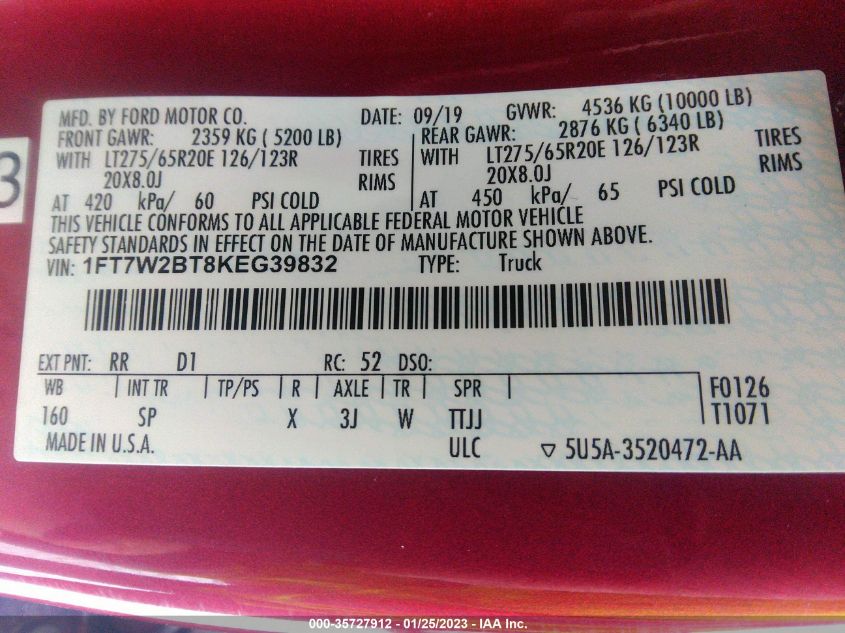 MFD. BY FORD MOTOR CO. DATE: 09/19 GVWR: 4536 KG (10000 LB)
FRONT GAWR: 2359 KG ( 5200 LB) REAR GAWR: 2876 KG ( 6340 LB)
WITH LT275/65R20E 126/123R TIRES WITH LT275/65R20E 126/123R TIRES
20X8.0J RIMS 20X8.0J RIMS
AT 420 kPa/ 60 PSI COLD AT 450 kPa/ 65 PSI COLD
THIS VEHICLE CONFORMS TO ALL APPLICABLE FEDERAL MOTOR VEHICLE
SAFETY STANDARDS IN EFFECT ON THE DATE OF MANUFACTURE SHOWN ABOVE.
VIN: 1FT7W2BT8KEG39832 TYPE: Truck
3
EXT PNT: RR D1 RC: 52 DSO:
WB INT TR TP/PS R AXLE TR SPR F0126
160 SP X 3J W TTJJ T1071
MADE IN U.S.A. ULC ▽ 5U5A-3520472-AA
000-35727912 - 01/25/2023 - IAA Inc.